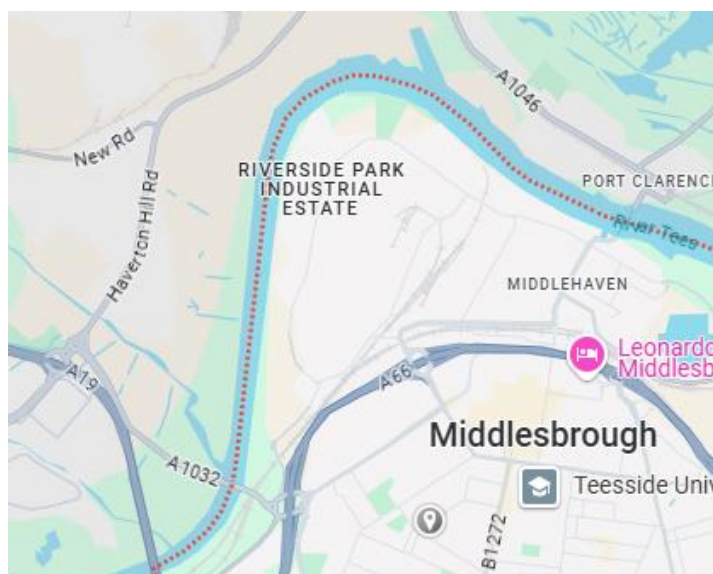 A1046
New Rd
Haverton Hill Rd
RIVERSIDE PARK
INDUSTRIAL
ESTATE
PORT CLARENC
River Tees
MIDDLEHAVEN
Leonardo
Middlesb
A19
A66
Middlesbrough
A1032
Teesside Univ
B1272